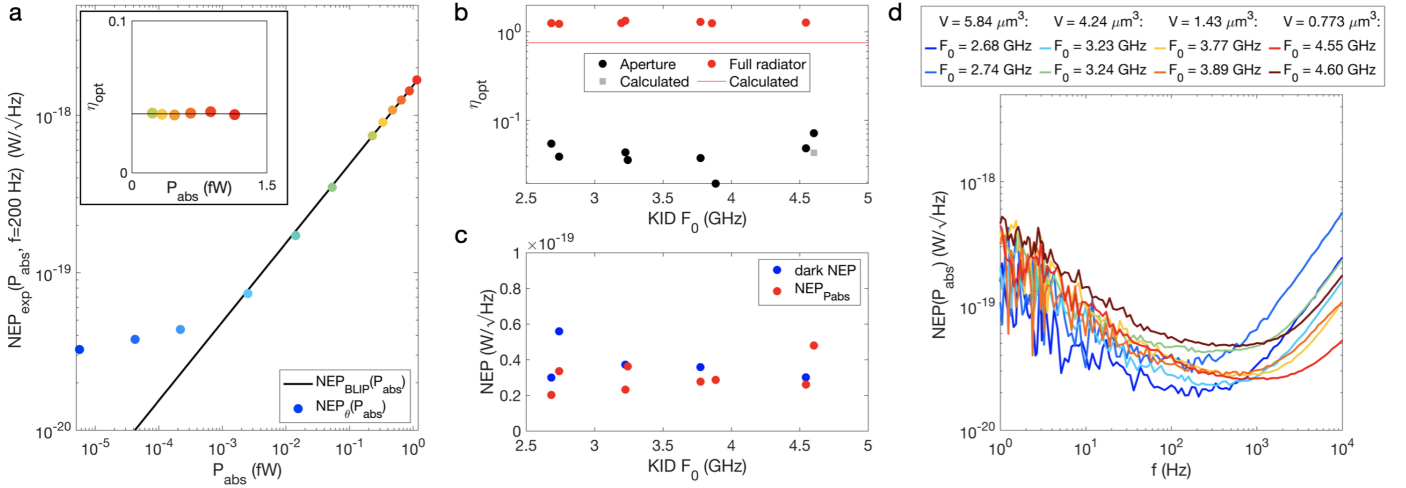 a
NEP_exp(P_abs, f=200 Hz) (W/√Hz)
10^-18
10^-19
10^-20
0.1
η_opt
0
0
P_abs (fW)
1.5
NEP_BLIP(P_abs)
NEP_θ(P_abs)
10^-5
10^-4
10^-3
10^-2
10^-1
10^0
P_abs (fW)
b
10^0
η_opt
10^-1
Aperture
Full radiator
Calculated
Calculated
2.5
3
3.5
4
4.5
5
KID F_0 (GHz)
c
×10^-19
1
0.8
0.6
0.4
0.2
0
NEP (W/√Hz)
dark NEP
NEP_Pabs
2.5
3
3.5
4
4.5
5
KID F_0 (GHz)
d
V = 5.84 μm^3:
V = 4.24 μm^3:
V = 1.43 μm^3:
V = 0.773 μm^3:
F_0 = 2.68 GHz
F_0 = 3.23 GHz
F_0 = 3.77 GHz
F_0 = 4.55 GHz
F_0 = 2.74 GHz
F_0 = 3.24 GHz
F_0 = 3.89 GHz
F_0 = 4.60 GHz
NEP(P_abs) (W/√Hz)
10^-18
10^-19
10^-20
10^0
10^1
10^2
10^3
10^4
f (Hz)